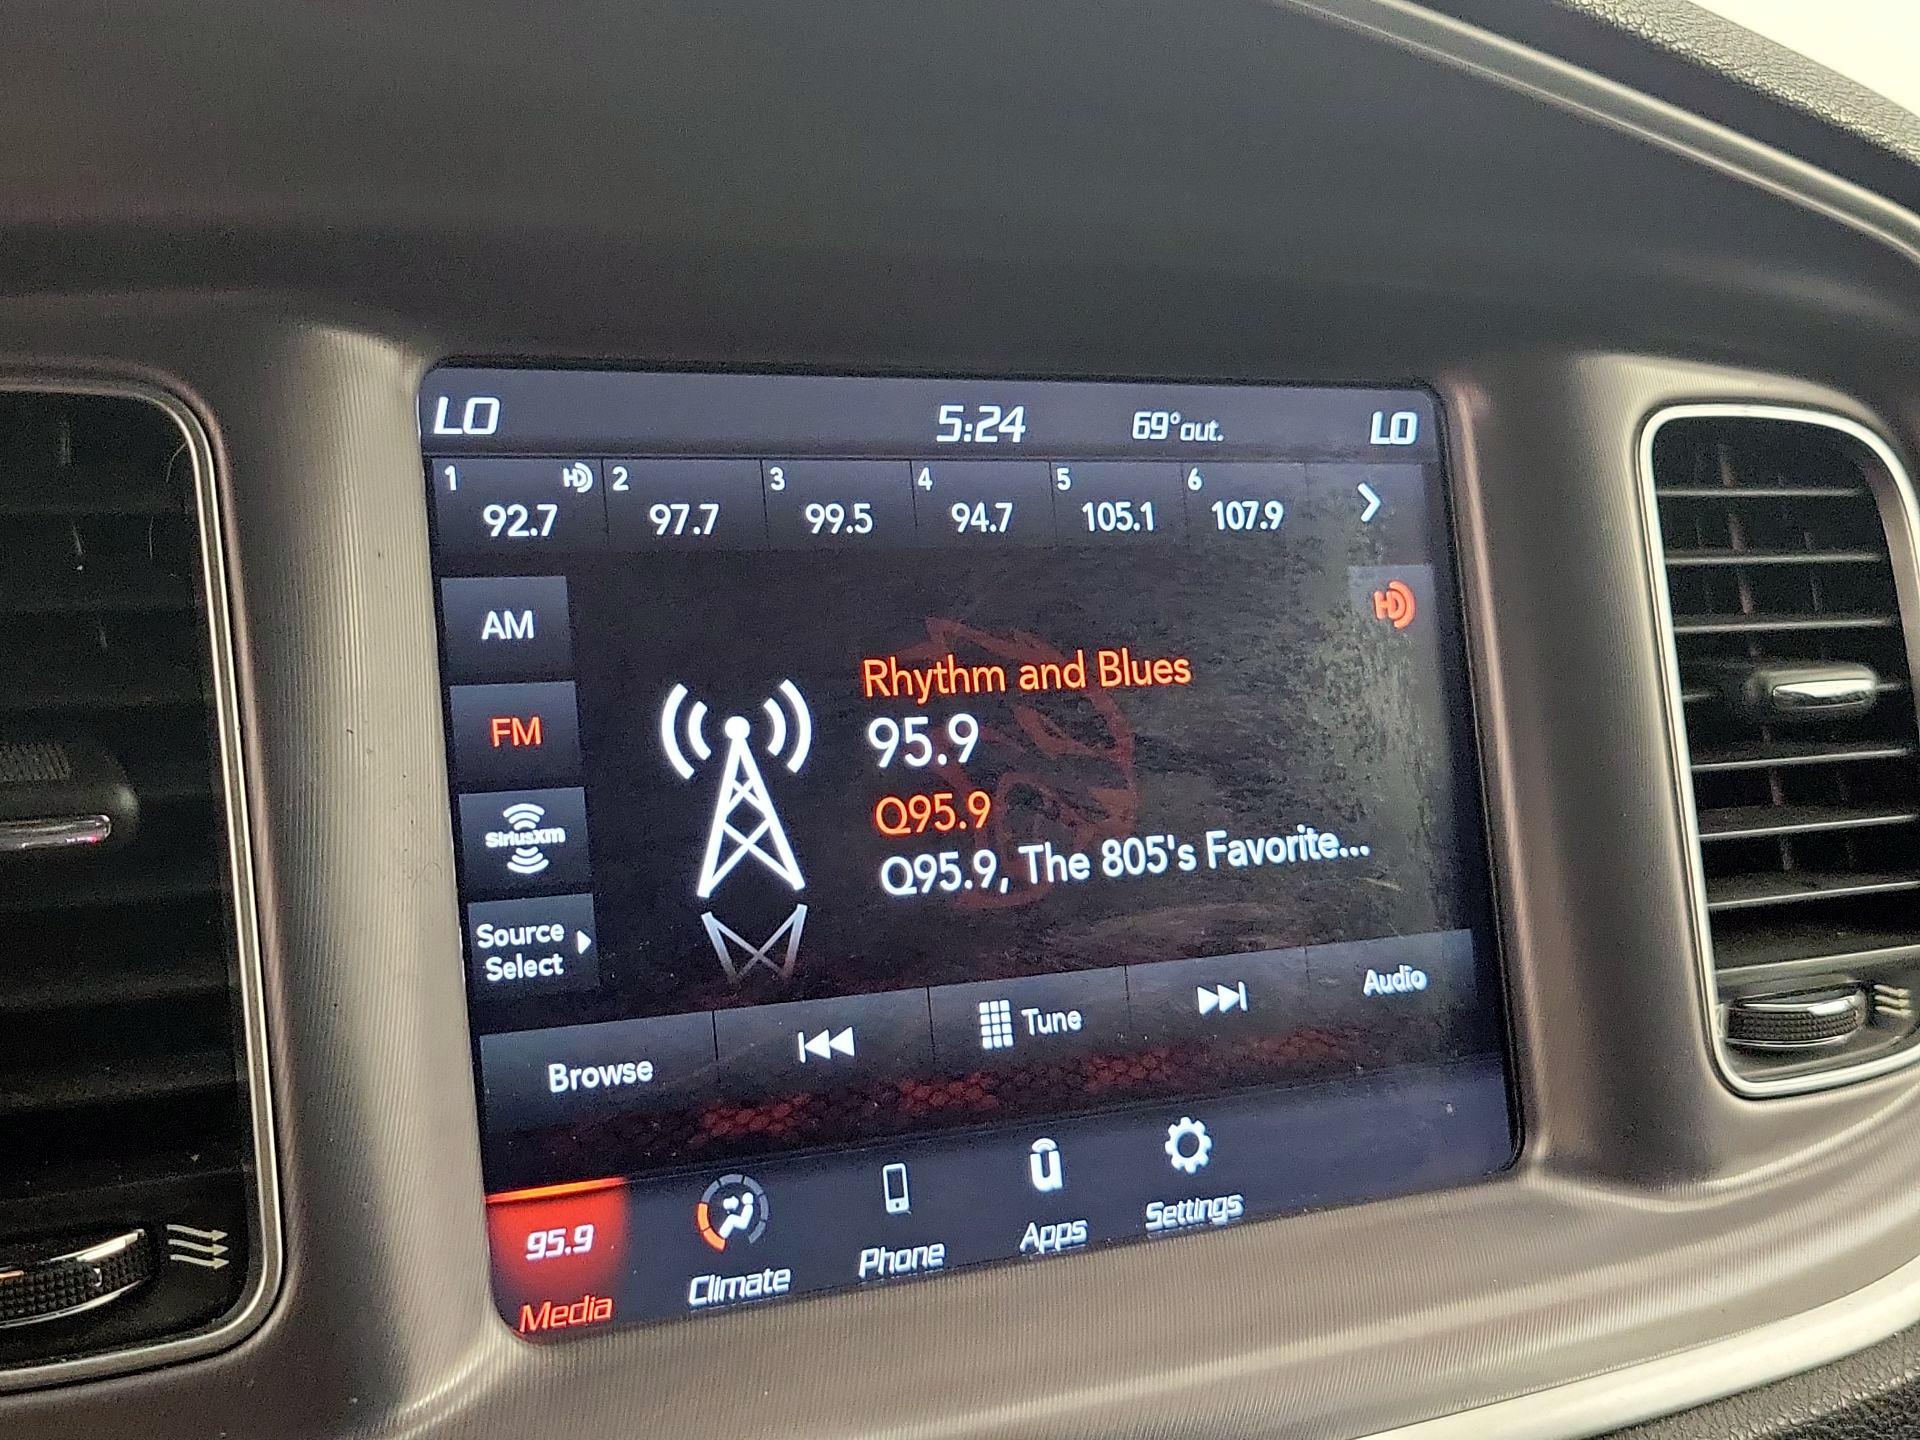 LO 5:24 69°out. LO
1 HD 2 3 4 5 6
92.7 97.7 99.5 94.7 105.1 107.9
AM
HD
Rhythm and Blues
FM
95.9
Q95.9
SiriusXm
Q95.9, The 805's Favorite...
Source
Select
Browse Tune Audio
95.9
Media Climate Phone Apps Settings